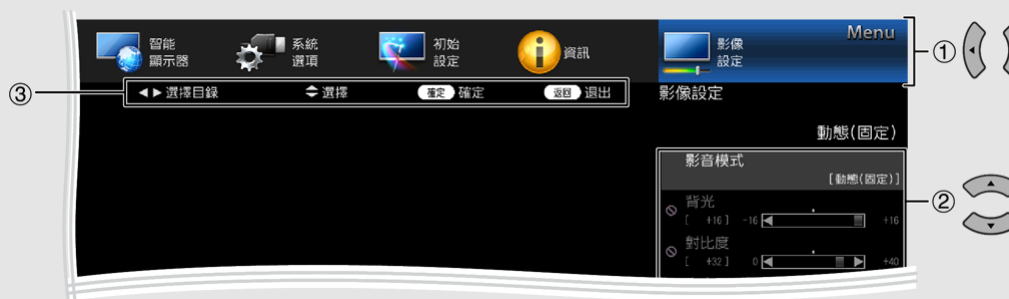 智能
顯示器
系統
選項
初始
設定
資訊
影像
設定
Menu
①
③
◀▶選擇目錄
選擇
確定 確定
返回 退出
影像設定
動態(固定)
影音模式
[動態(固定)]
②
背光
[ +16 ] -16 +16
對比度
[ +32 ] 0 +40